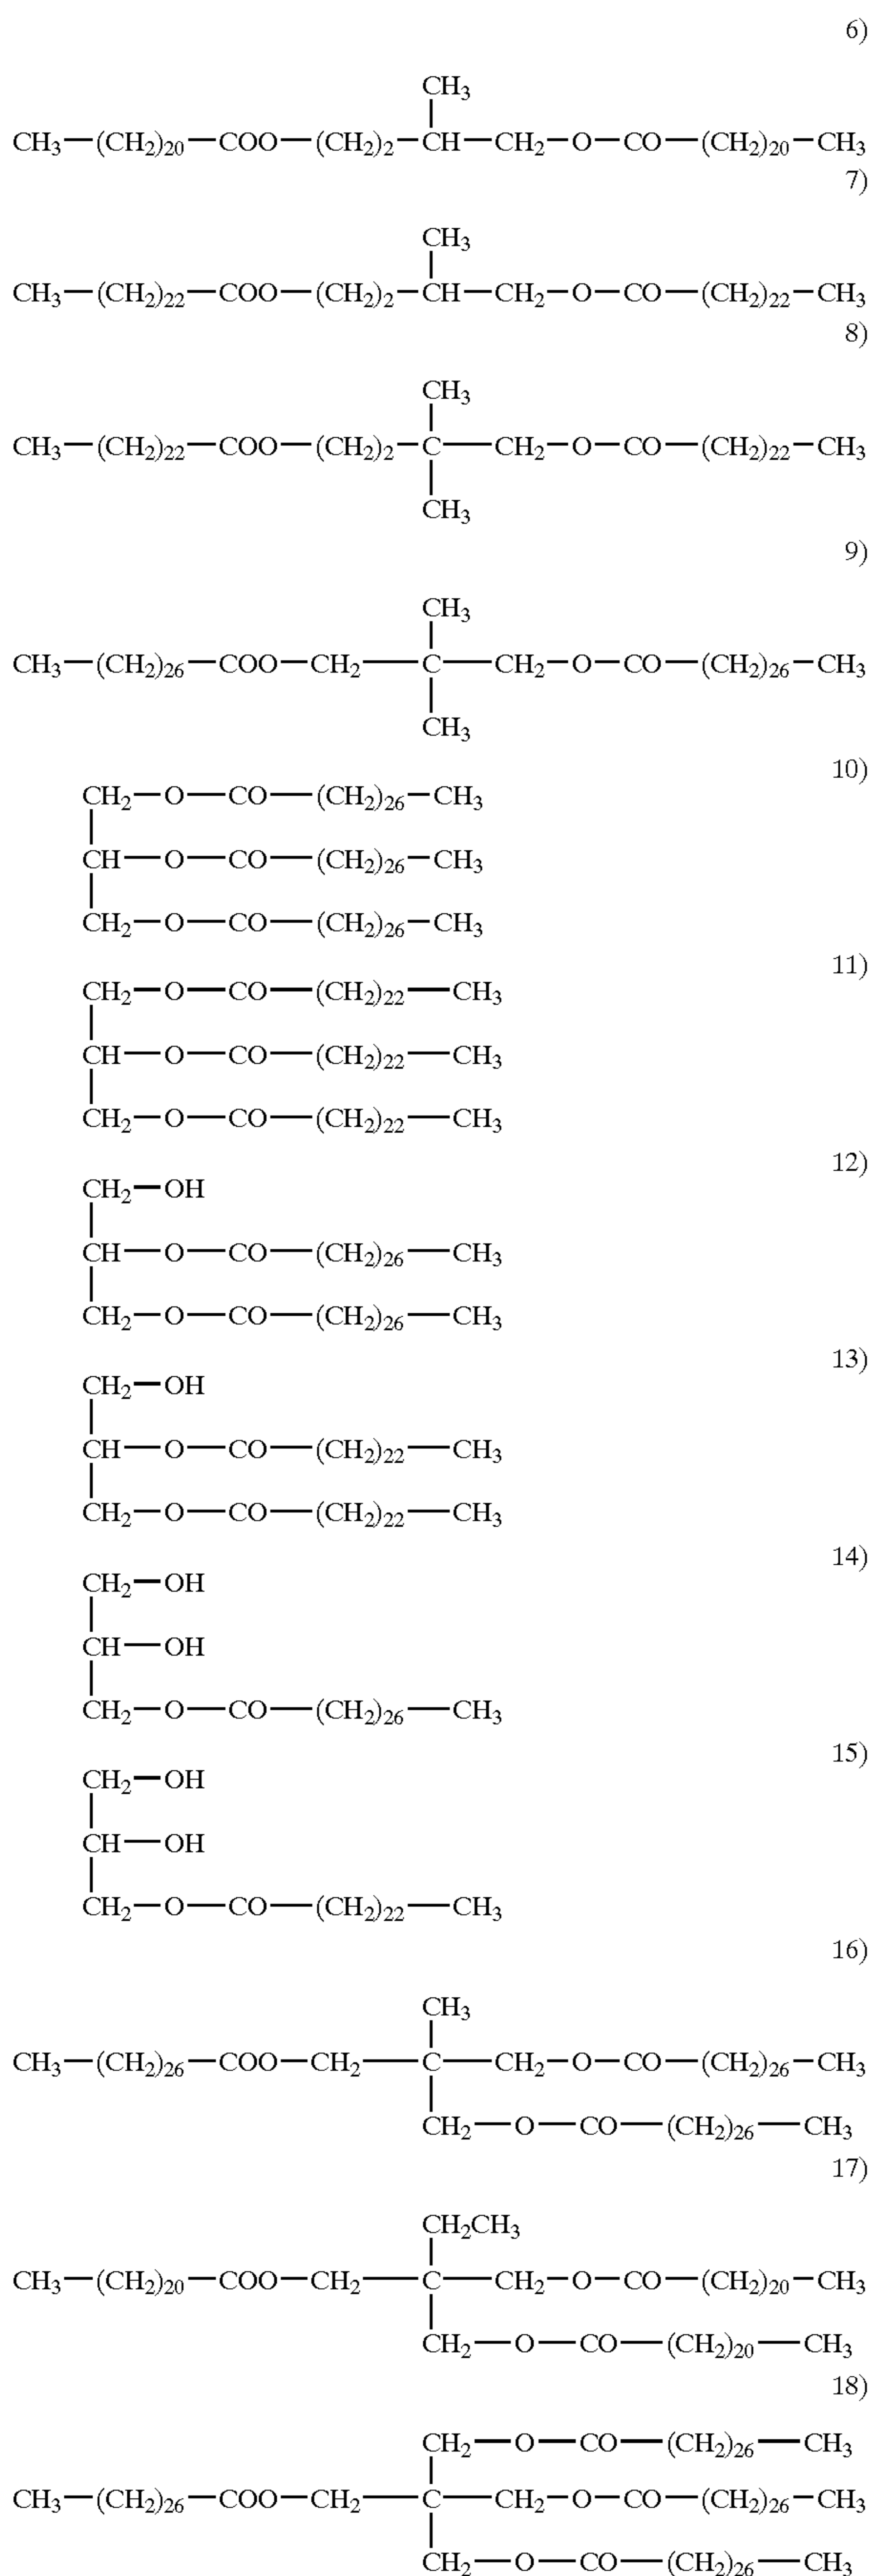 6)
CH₃
CH₃—(CH₂)₂₀—COO—(CH₂)₂—CH—CH₂—O—CO—(CH₂)₂₀—CH₃
7)
CH₃
CH₃—(CH₂)₂₂—COO—(CH₂)₂—CH—CH₂—O—CO—(CH₂)₂₂—CH₃
8)
CH₃
CH₃—(CH₂)₂₂—COO—(CH₂)₂—C—CH₂—O—CO—(CH₂)₂₂—CH₃
CH₃
9)
CH₃
CH₃—(CH₂)₂₆—COO—CH₂—C—CH₂—O—CO—(CH₂)₂₆—CH₃
CH₃
10)
CH₂—O—CO—(CH₂)₂₆—CH₃
CH—O—CO—(CH₂)₂₆—CH₃
CH₂—O—CO—(CH₂)₂₆—CH₃
11)
CH₂—O—CO—(CH₂)₂₂—CH₃
CH—O—CO—(CH₂)₂₂—CH₃
CH₂—O—CO—(CH₂)₂₂—CH₃
12)
CH₂—OH
CH—O—CO—(CH₂)₂₆—CH₃
CH₂—O—CO—(CH₂)₂₆—CH₃
13)
CH₂—OH
CH—O—CO—(CH₂)₂₂—CH₃
CH₂—O—CO—(CH₂)₂₂—CH₃
14)
CH₂—OH
CH—OH
CH₂—O—CO—(CH₂)₂₆—CH₃
15)
CH₂—OH
CH—OH
CH₂—O—CO—(CH₂)₂₂—CH₃
16)
CH₃
CH₃—(CH₂)₂₆—COO—CH₂—C—CH₂—O—CO—(CH₂)₂₆—CH₃
CH₂—O—CO—(CH₂)₂₆—CH₃
17)
CH₂CH₃
CH₃—(CH₂)₂₀—COO—CH₂—C—CH₂—O—CO—(CH₂)₂₀—CH₃
CH₂—O—CO—(CH₂)₂₀—CH₃
18)
CH₂—O—CO—(CH₂)₂₆—CH₃
CH₃—(CH₂)₂₆—COO—CH₂—C—CH₂—O—CO—(CH₂)₂₆—CH₃
CH₂—O—CO—(CH₂)₂₆—CH₃